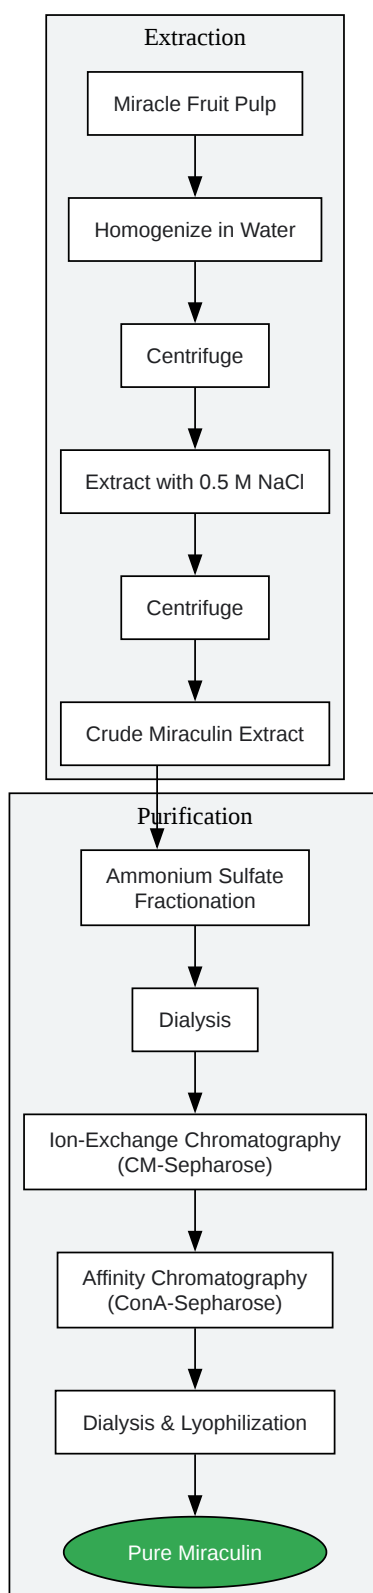 Extraction
Miracle Fruit Pulp
Homogenize in Water
Centrifuge
Extract with 0.5 M NaCl
Centrifuge
Crude Miraculin Extract
Purification
Ammonium Sulfate
Fractionation
Dialysis
Ion-Exchange Chromatography
(CM-Sepharose)
Affinity Chromatography
(ConA-Sepharose)
Dialysis & Lyophilization
Pure Miraculin